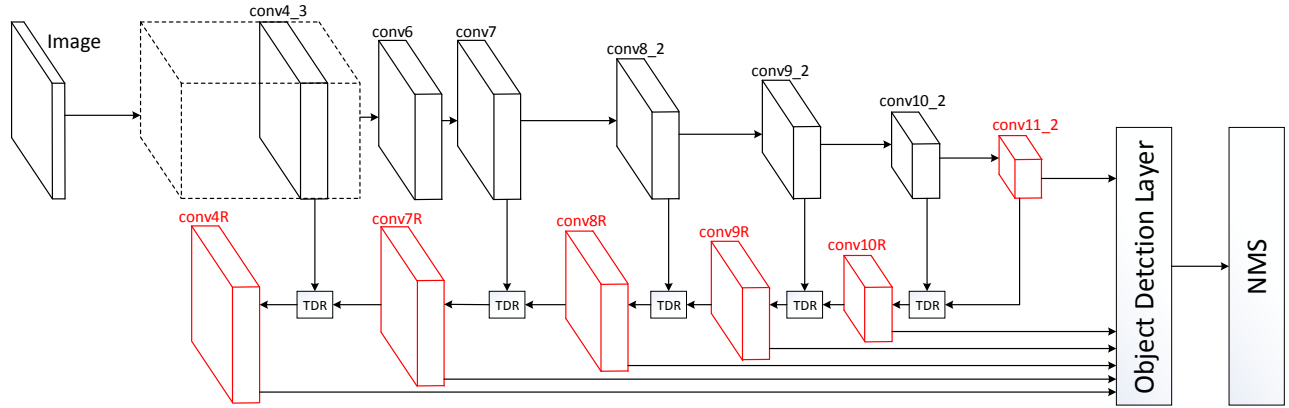 Image
conv4_3
conv6
conv7
conv8_2
conv9_2
conv10_2
conv11_2
conv4R
conv7R
conv8R
conv9R
conv10R
TDR
TDR
TDR
TDR
TDR
Object Detction Layer
NMS